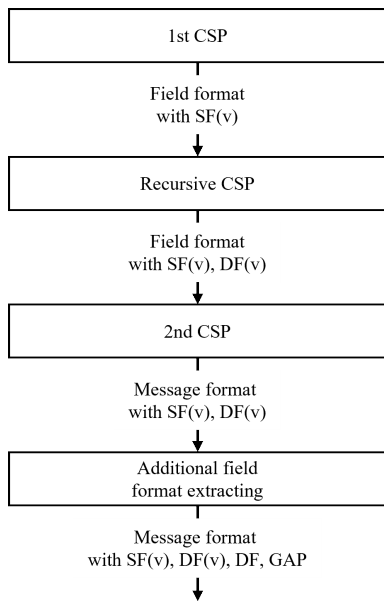 1st CSP
Field format
with SF(v)
Recursive CSP
Field format
with SF(v), DF(v)
2nd CSP
Message format
with SF(v), DF(v)
Additional field
format extracting
Message format
with SF(v), DF(v), DF, GAP